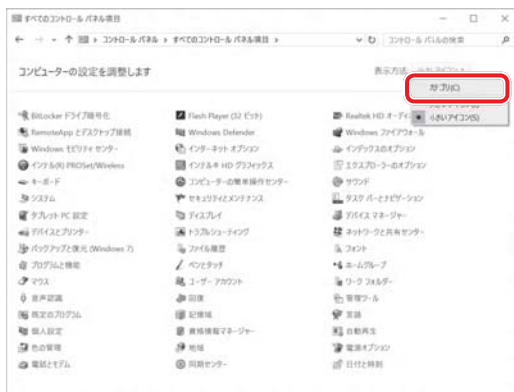 すべてのコントロール パネル項目
コントロール パネル › すべてのコントロール パネル項目 ›
コントロール パネルの検索
コンピューターの設定を調整します
表示方法:
カテゴリ(C)
小さいアイコン(S)
BitLocker ドライブ暗号化
Flash Player (32 ビット)
Realtek HD オーディ
RemoteApp とデスクトップ接続
Windows Defender
Windows ファイアウォール
Windows モビリティ センター
インターネット オプション
インデックスのオプション
インテル(R) PROSet/Wireless
インテル® HD グラフィックス
エクスプローラーのオプション
キーボード
コンピューターの簡単操作センター
サウンド
システム
セキュリティとメンテナンス
タスク バーとナビゲーション
タブレット PC 設定
ディスプレイ
デバイス マネージャー
デバイスとプリンター
トラブルシューティング
ネットワークと共有センター
バックアップと復元 (Windows 7)
ファイル履歴
フォント
プログラムと機能
ペンとタッチ
ホームグループ
マウス
ユーザー アカウント
ワーク フォルダー
音声認識
回復
管理ツール
既定のプログラム
記憶域
言語
個人設定
資格情報マネージャー
自動再生
色の管理
地域
電源オプション
電話とモデム
同期センター
日付と時刻